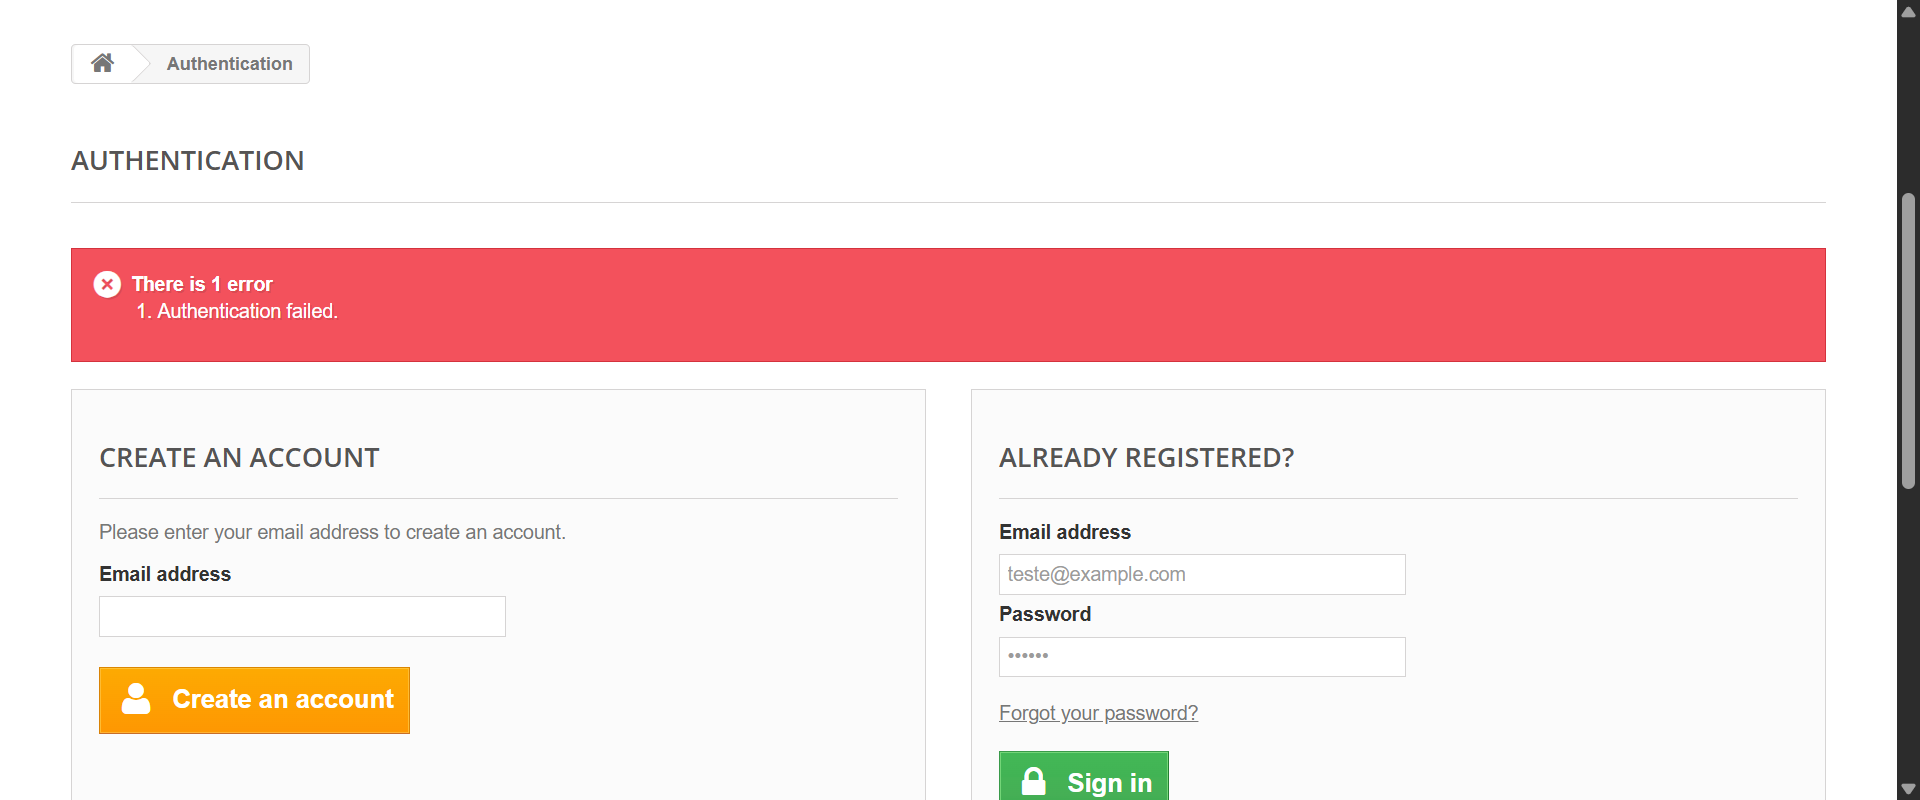 Authentication
AUTHENTICATION
There is 1 error
1. Authentication failed.
CREATE AN ACCOUNT
Please enter your email address to create an account.
Email address
Create an account
ALREADY REGISTERED?
Email address
teste@example.com
Password
••••••
Forgot your password?
Sign in